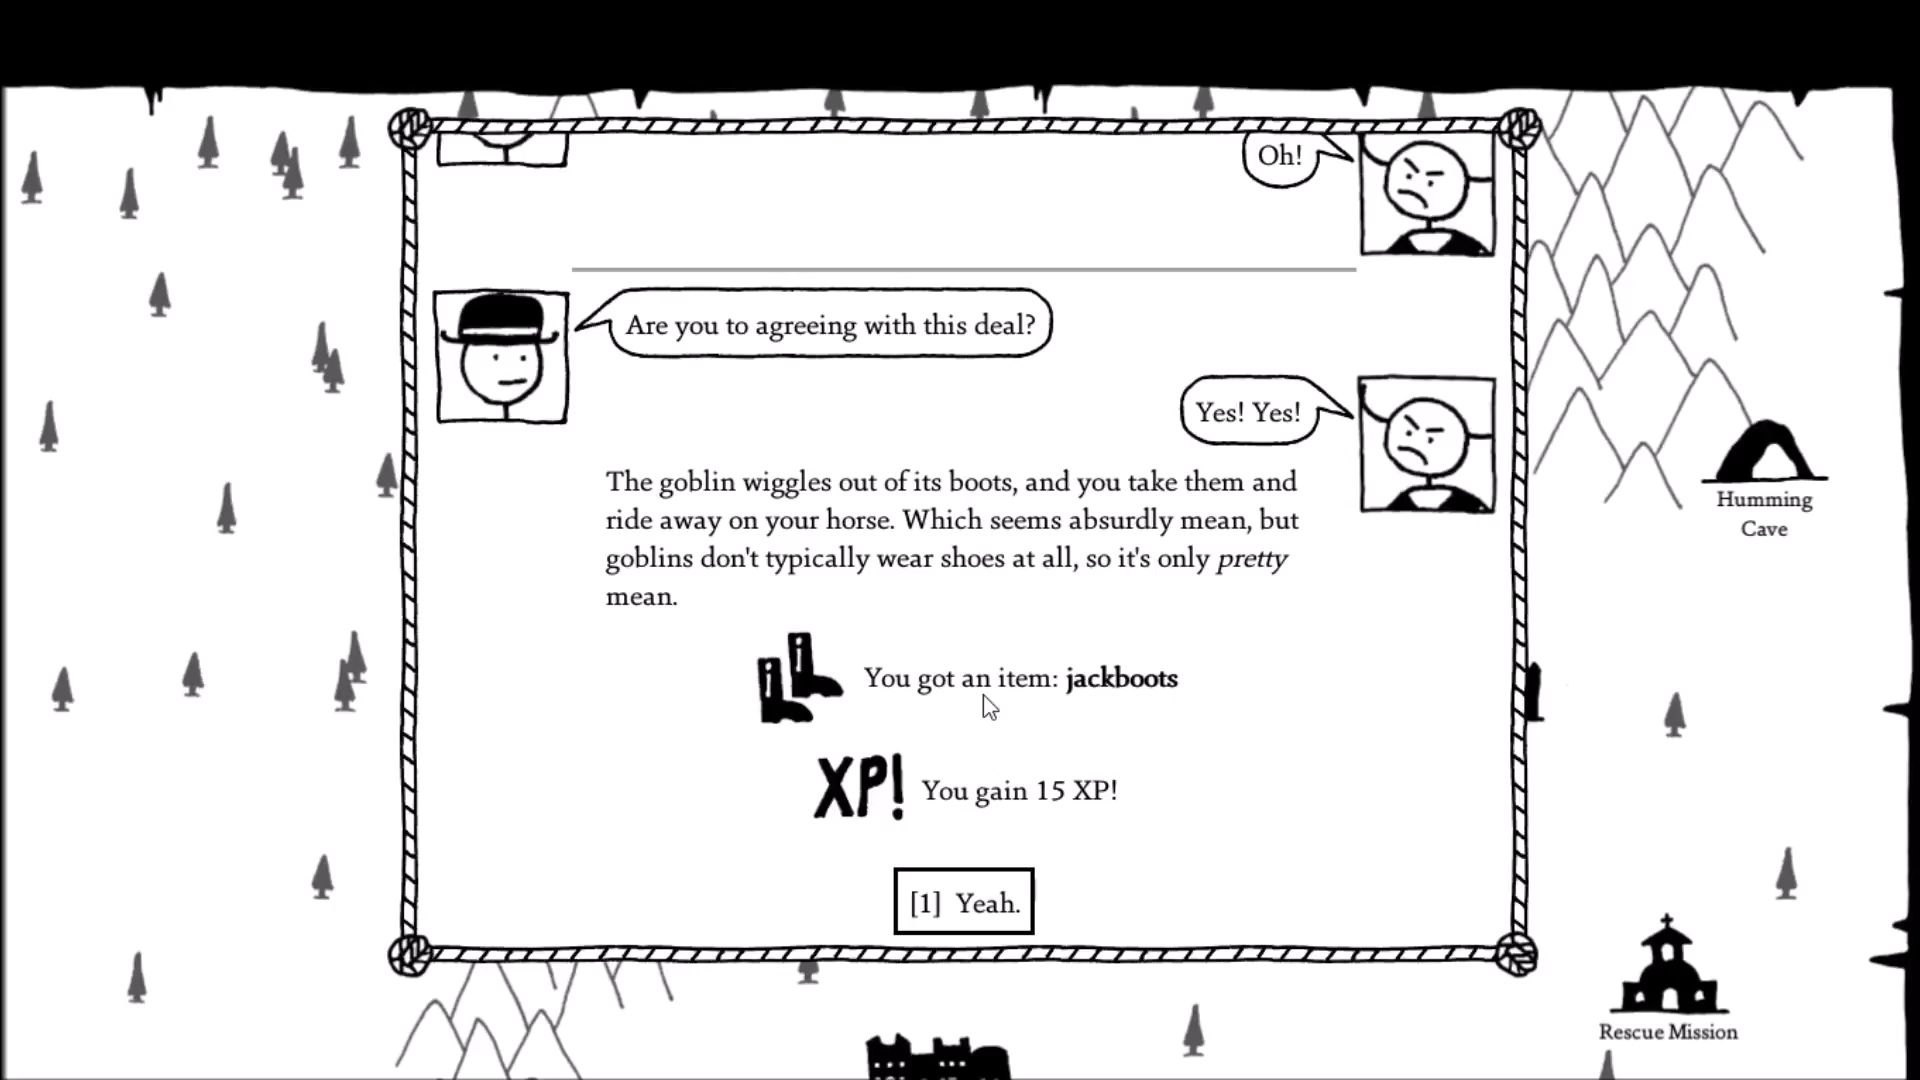 Oh!
Are you to agreeing with this deal?
Yes! Yes!
The goblin wiggles out of its boots, and you take them and
ride away on your horse. Which seems absurdly mean, but
goblins don't typically wear shoes at all, so it's only pretty
mean.
You got an item: jackboots
XP! You gain 15 XP!
[1] Yeah.
Humming
Cave
Rescue Mission